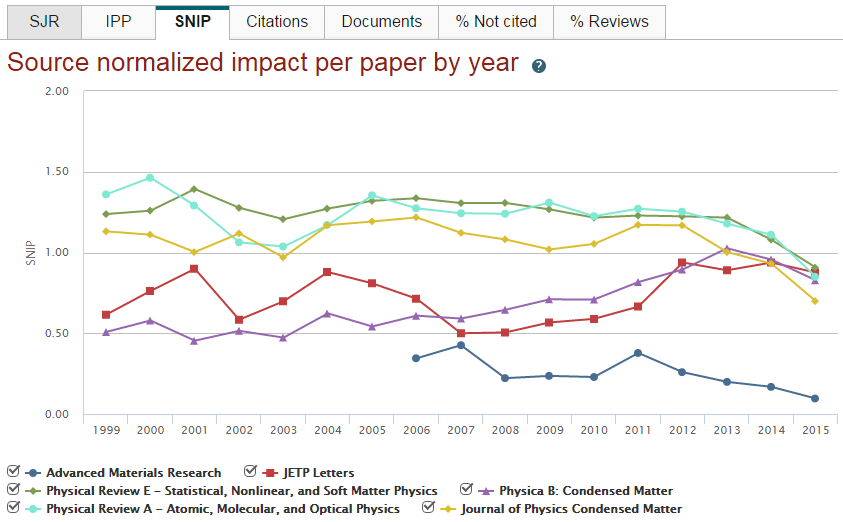 SJR IPP SNIP Citations Documents % Not cited % Reviews
Source normalized impact per paper by year ?
2.00
1.50
1.00
0.50
0.00
SNIP
1999 2000 2001 2002 2003 2004 2005 2006 2007 2008 2009 2010 2011 2012 2013 2014 2015
Advanced Materials Research JETP Letters
Physical Review E - Statistical, Nonlinear, and Soft Matter Physics Physica B: Condensed Matter
Physical Review A - Atomic, Molecular, and Optical Physics Journal of Physics Condensed Matter